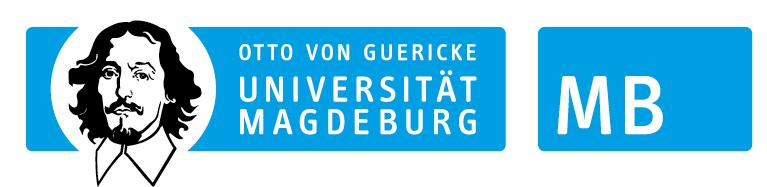 OTTO VON GUERICKE
UNIVERSITÄT
MAGDEBURG
MB